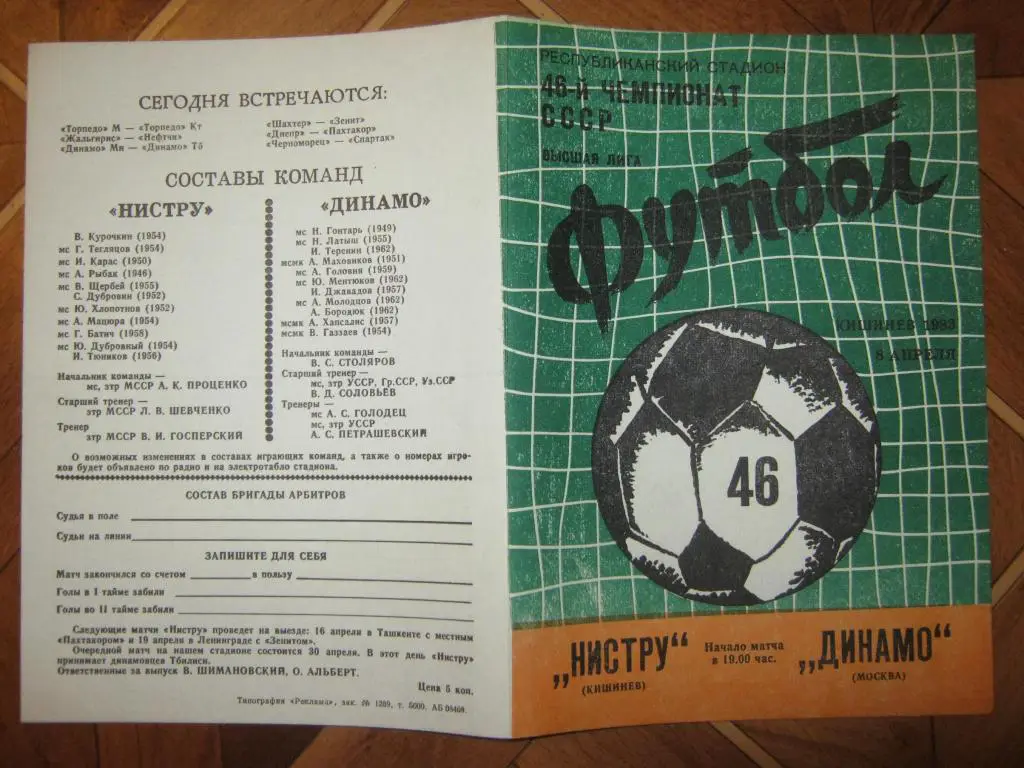 СЕГОДНЯ ВСТРЕЧАЮТСЯ:
«Торпедо» М — «Торпедо» Кт
«Жальгирис» — «Нефтчи»
«Динамо» Мн — «Динамо» Тб
«Шахтер» — «Зенит»
«Днепр» — «Пахтакор»
«Черноморец» — «Спартак»
СОСТАВЫ КОМАНД
«НИСТРУ»
В. Курочкин (1954)
мс Г. Тегляцов (1954)
мс И. Карас (1950)
мс А. Рыбак (1946)
мс В. Щербей (1955)
С. Дубровин (1952)
мс Ю. Хлопотнов (1952)
мс А. Мацюра (1954)
мс Г. Батич (1958)
мс Ю. Дубровный (1954)
И. Тюников (1956)
Начальник команды —
мс, зтр МССР А. К. ПРОЦЕНКО
Старший тренер —
зтр МССР Л. В. ШЕВЧЕНКО
Тренер
зтр МССР В. И. ГОСПЕРСКИЙ
«ДИНАМО»
мс Н. Гонтарь (1949)
мс Н. Латыш (1955)
И. Теренин (1962)
мсмк А. Маховиков (1951)
мс А. Головня (1959)
мс Ю. Ментюков (1962)
И. Джавадов (1957)
мс А. Молодцов (1962)
А. Бородюк (1962)
мсмк А. Хапсалис (1957)
мсмк В. Газзаев (1954)
Начальник команды —
В. С. СТОЛЯРОВ
Старший тренер —
мс, зтр УССР, Гр.ССР, Уз.ССР
В. Д. СОЛОВЬЕВ
Тренеры —
мс А. С. ГОЛОДЕЦ
мс, зтр УССР
А. С. ПЕТРАШЕВСКИЙ
О возможных изменениях в составах играющих команд, а также о номерах игро-
ков будет объявлено по радио и на электротабло стадиона.
СОСТАВ БРИГАДЫ АРБИТРОВ
Судья в поле
Судьи на линии
ЗАПИШИТЕ ДЛЯ СЕБЯ
Матч закончился со счетом в пользу
Голы в I тайме забили
Голы во II тайме забили
Следующие матчи «Нистру» проведет на выезде: 16 апреля в Ташкенте с местным
«Пахтакором» и 19 апреля в Ленинграде с «Зенитом».
Очередной матч на нашем стадионе состоится 30 апреля. В этот день «Нистру»
принимает динамовцев Тбилиси.
Ответственные за выпуск В. ШИМАНОВСКИЙ, О. АЛЬБЕРТ.
Цена 5 коп.
Типография «Реклама», зак. № 1289, т. 5000, АБ 08408.
РЕСПУБЛИКАНСКИЙ СТАДИОН
46-й ЧЕМПИОНАТ
СССР
ВЫСШАЯ ЛИГА
Футбол
КИШИНЕВ 1983
8 АПРЕЛЯ
46
„НИСТРУ“
(КИШИНЕВ)
Начало матча
в 19.00 час.
„ДИНАМО“
(МОСКВА)